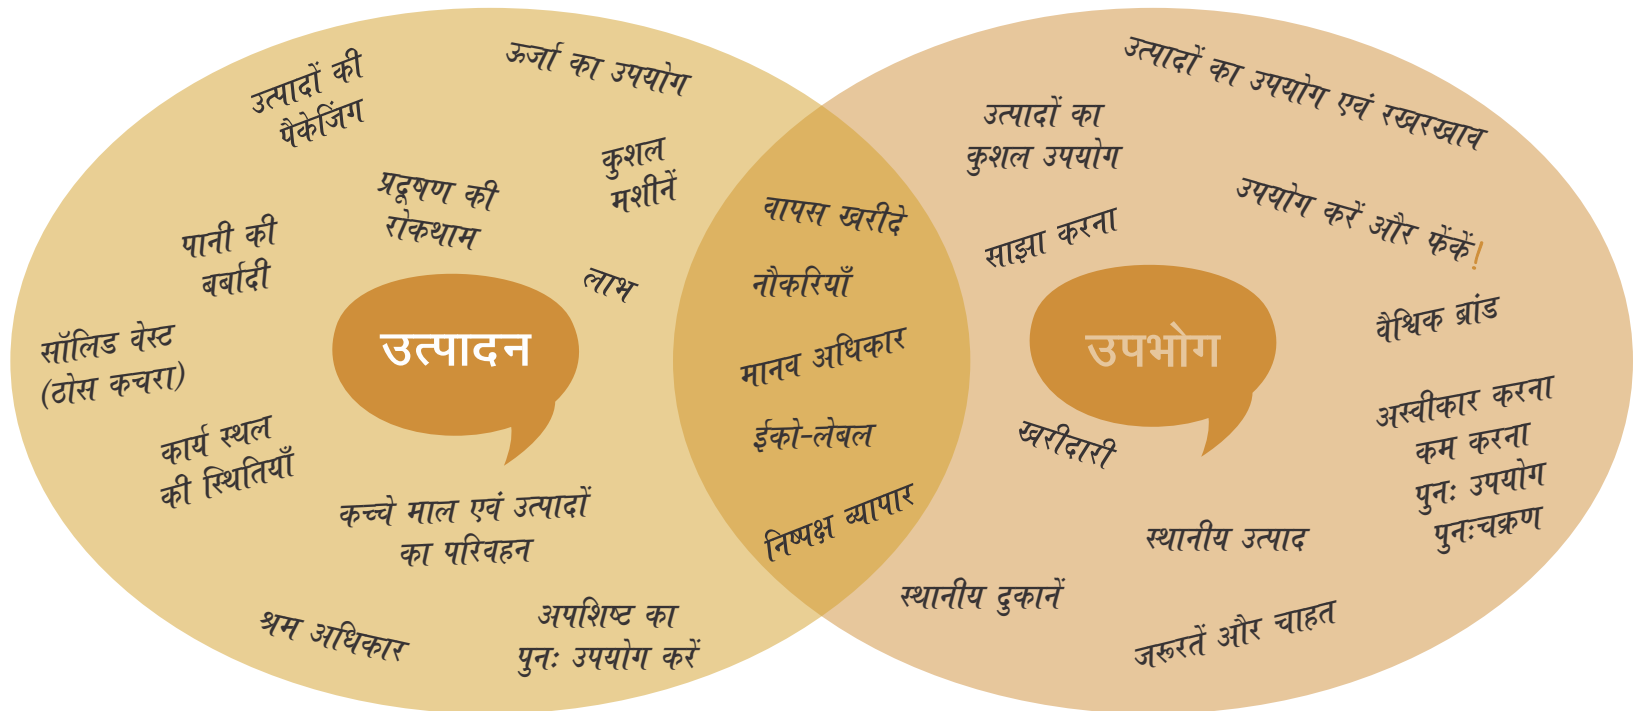 उत्पादों की
पैकेजिंग
ऊर्जा का उपयोग
कुशल
मशीनें
प्रदूषण की
रोकथाम
पानी की
बर्बादी
लाभ
सॉलिड वेस्ट
(ठोस कचरा)
उत्पादन
कार्य स्थल
की स्थितियाँ
कच्चे माल एवं उत्पादों
का परिवहन
श्रम अधिकार
अपशिष्ट का
पुनः उपयोग करें
वापस खरीदे
नौकरियाँ
मानव अधिकार
ईको-लेबल
निष्पक्ष व्यापार
उत्पादों का उपयोग एवं रखरखाव
उत्पादों का
कुशल उपयोग
उपयोग करें और फेंकें!
साझा करना
वैश्विक ब्रांड
उपभोग
अस्वीकार करना
कम करना
पुनः उपयोग
पुनःचक्रण
खरीदारी
स्थानीय उत्पाद
स्थानीय दुकानें
जरूरतें और चाहत